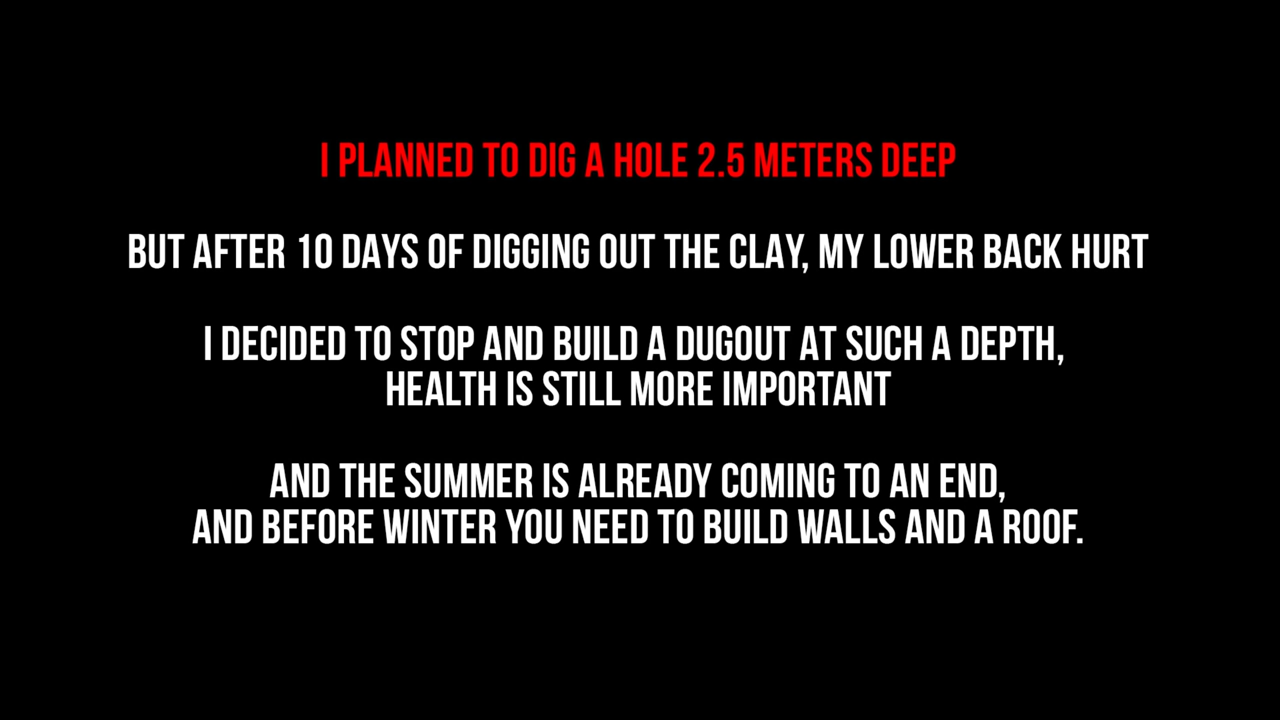 I PLANNED TO DIG A HOLE 2.5 METERS DEEP
BUT AFTER 10 DAYS OF DIGGING OUT THE CLAY, MY LOWER BACK HURT
I DECIDED TO STOP AND BUILD A DUGOUT AT SUCH A DEPTH,
HEALTH IS STILL MORE IMPORTANT
AND THE SUMMER IS ALREADY COMING TO AN END,
AND BEFORE WINTER YOU NEED TO BUILD WALLS AND A ROOF.